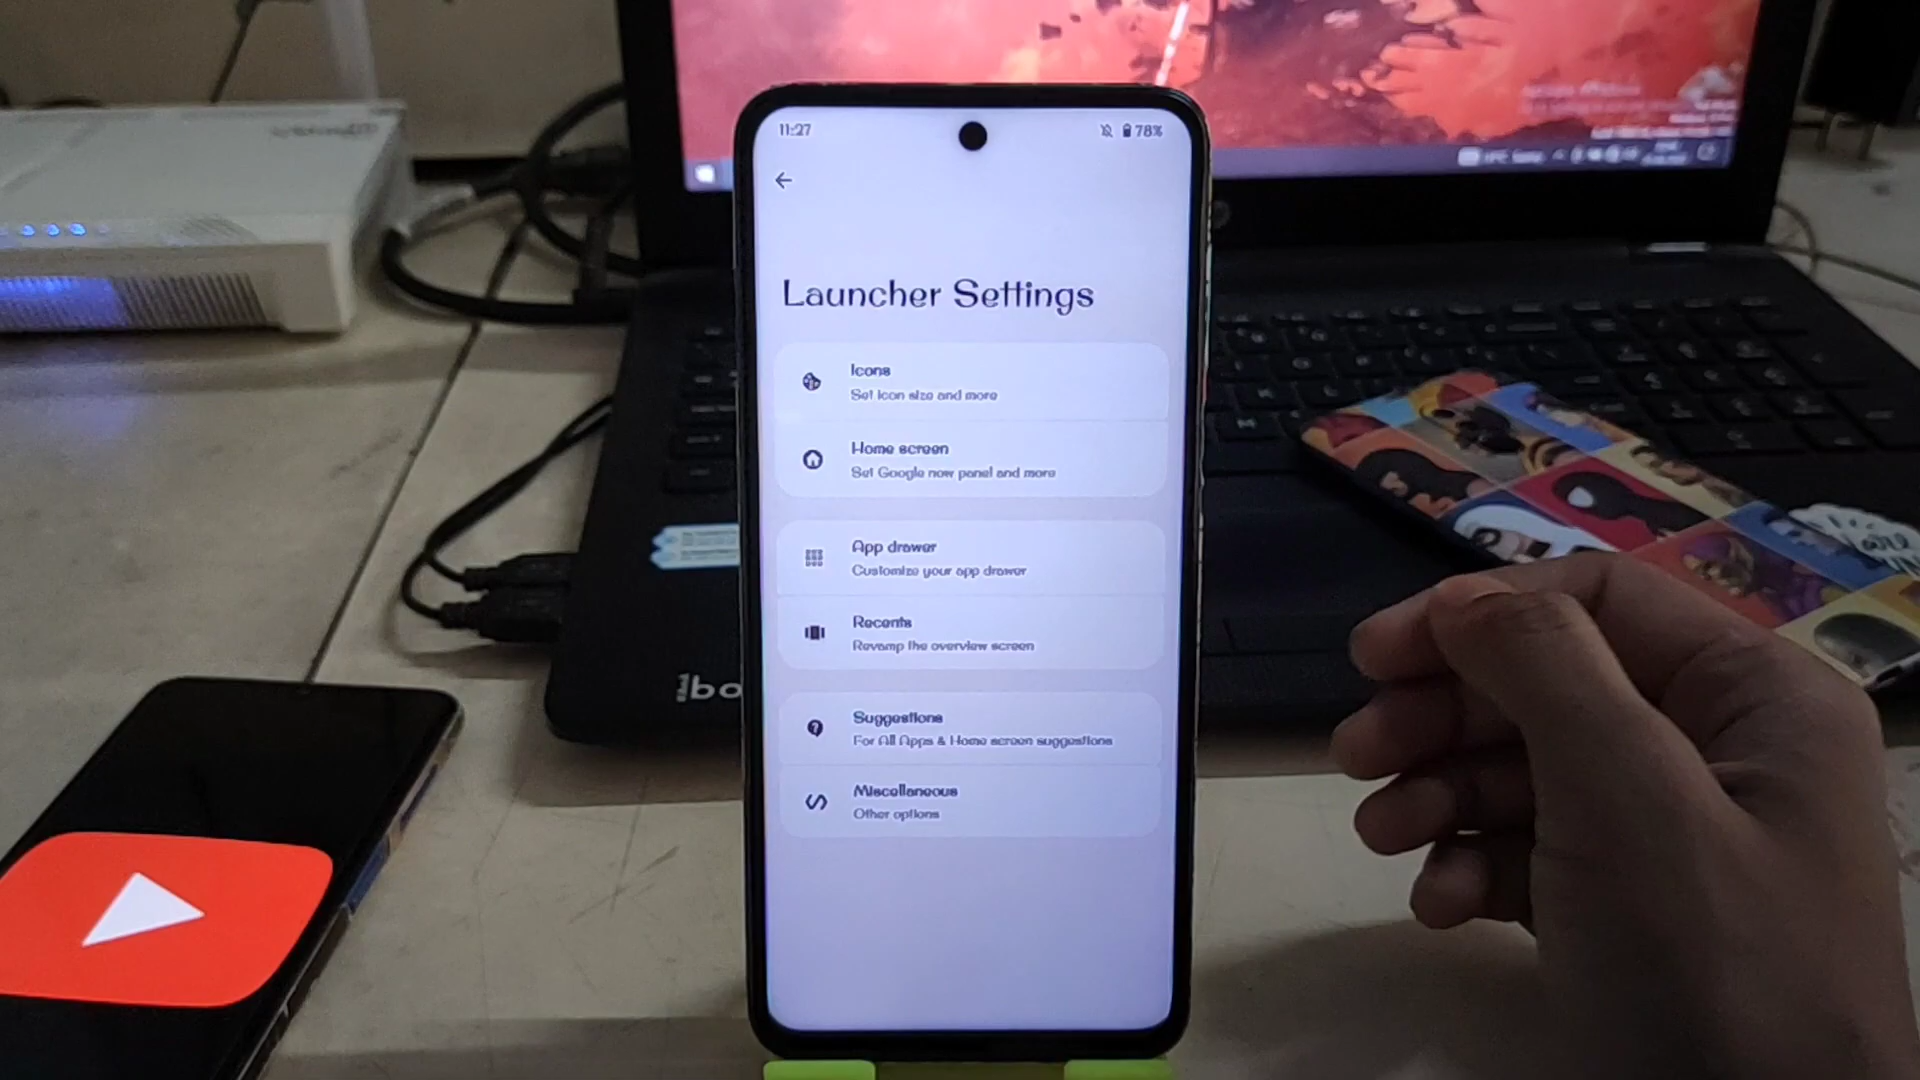 11:27
78%
Launcher Settings
Icons
Set icon size and more
Home screen
Set Google now panel and more
App drawer
Customize your app drawer
Recents
Revamp the overview screen
Suggestions
For All Apps & Home screen suggestions
Miscellaneous
Other options